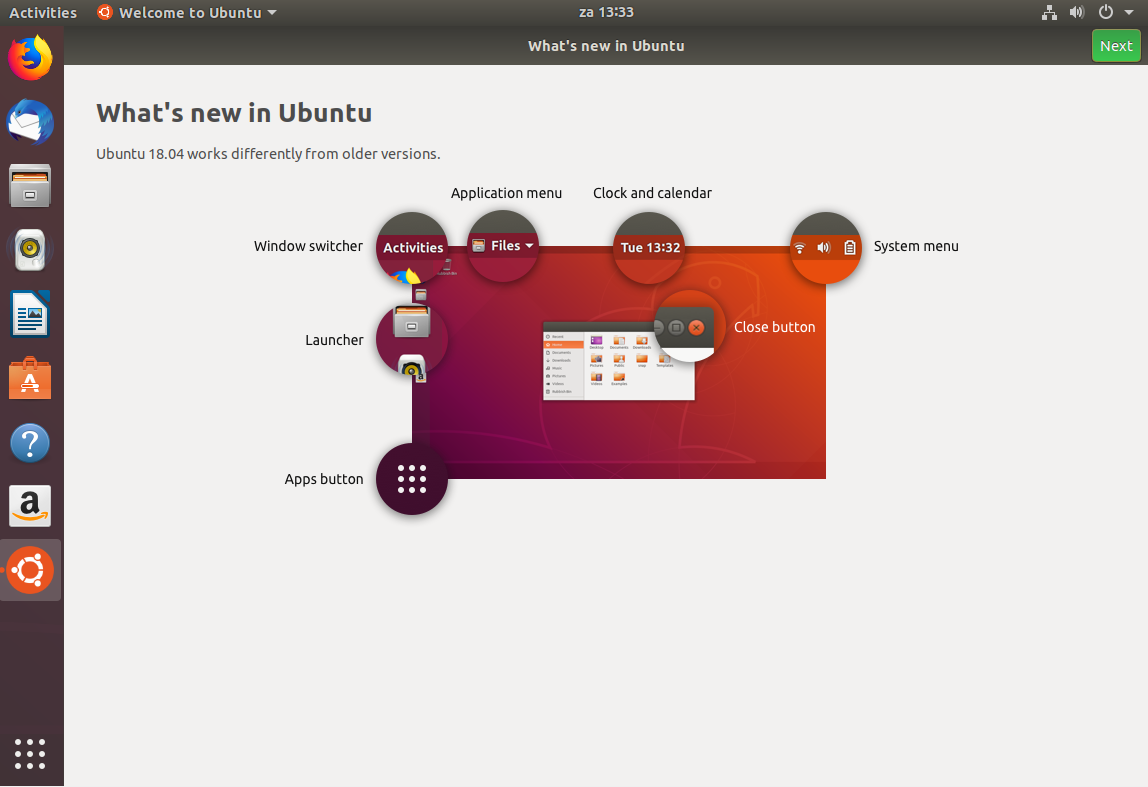 Activities Welcome to Ubuntu za 13:33
What's new in Ubuntu Next
What's new in Ubuntu
Ubuntu 18.04 works differently from older versions.
Application menu Clock and calendar
Window switcher Activities Files Tue 13:32 System menu
Launcher Close button
Apps button